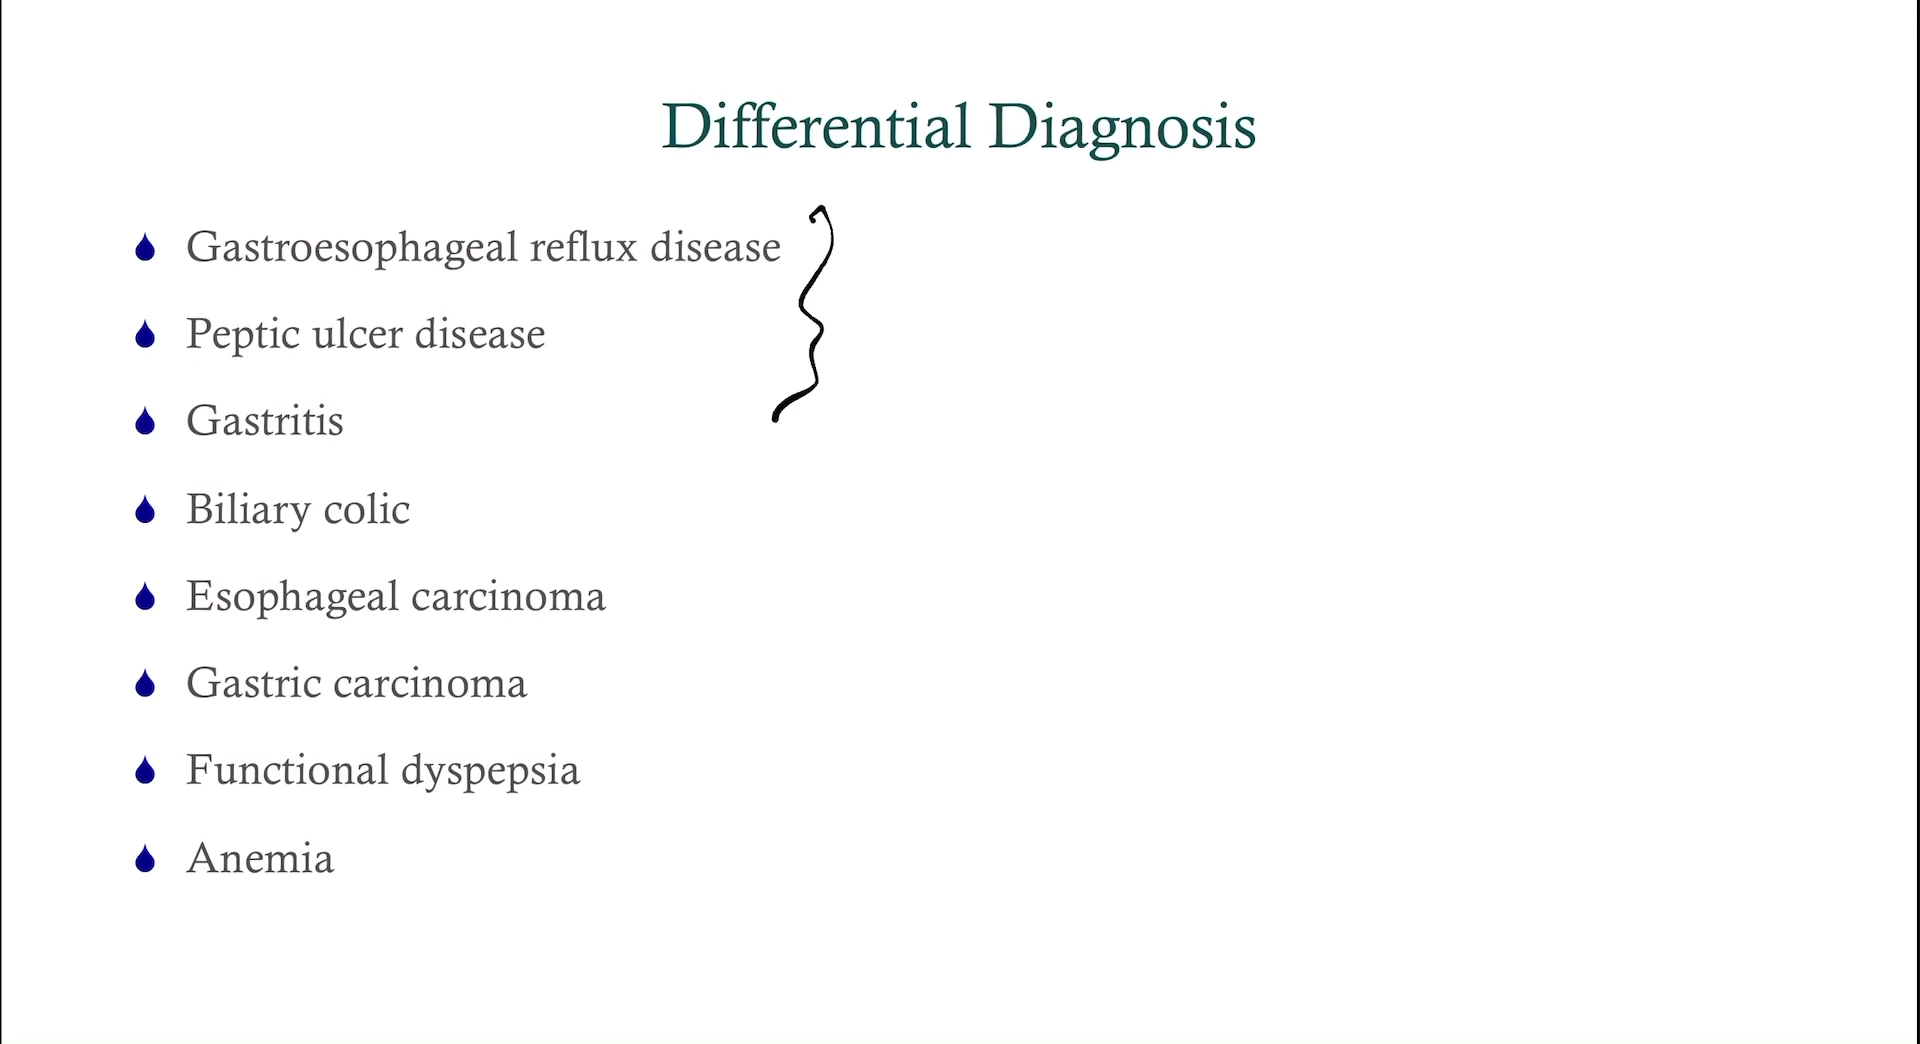 Differential Diagnosis
Gastroesophageal reflux disease
Peptic ulcer disease
Gastritis
Biliary colic
Esophageal carcinoma
Gastric carcinoma
Functional dyspepsia
Anemia